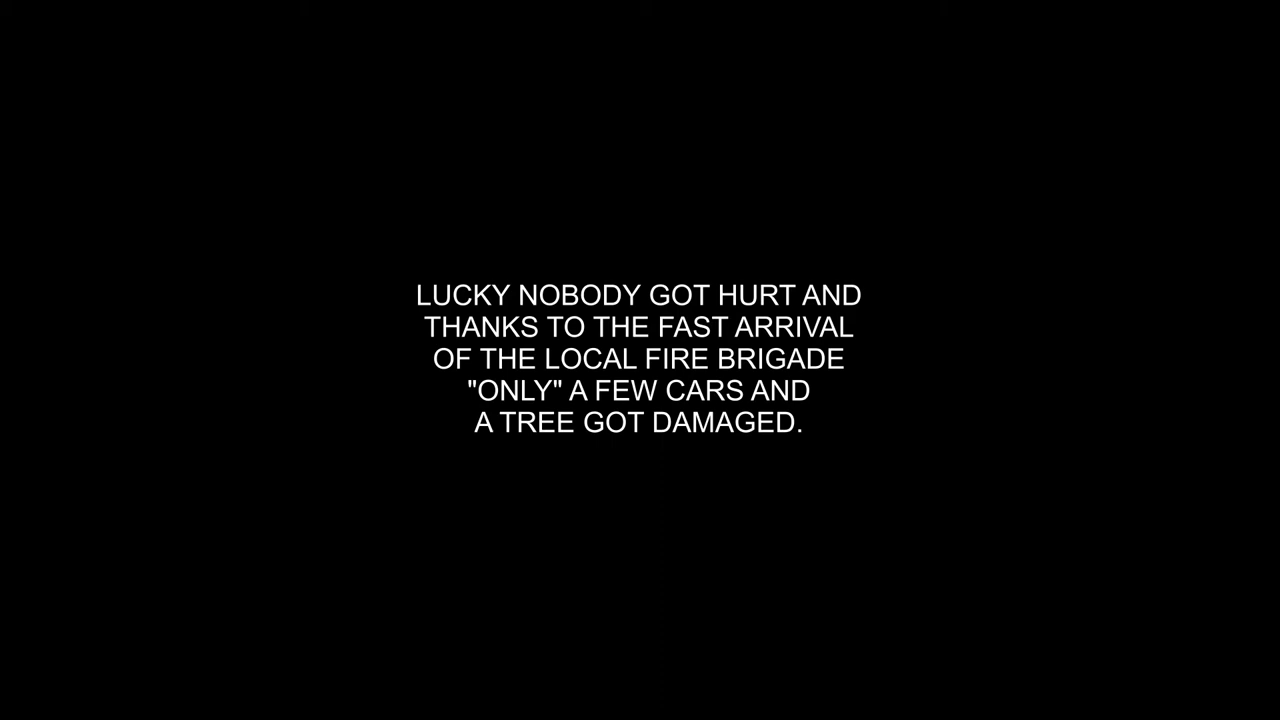 LUCKY NOBODY GOT HURT AND
THANKS TO THE FAST ARRIVAL
OF THE LOCAL FIRE BRIGADE
"ONLY" A FEW CARS AND
A TREE GOT DAMAGED.